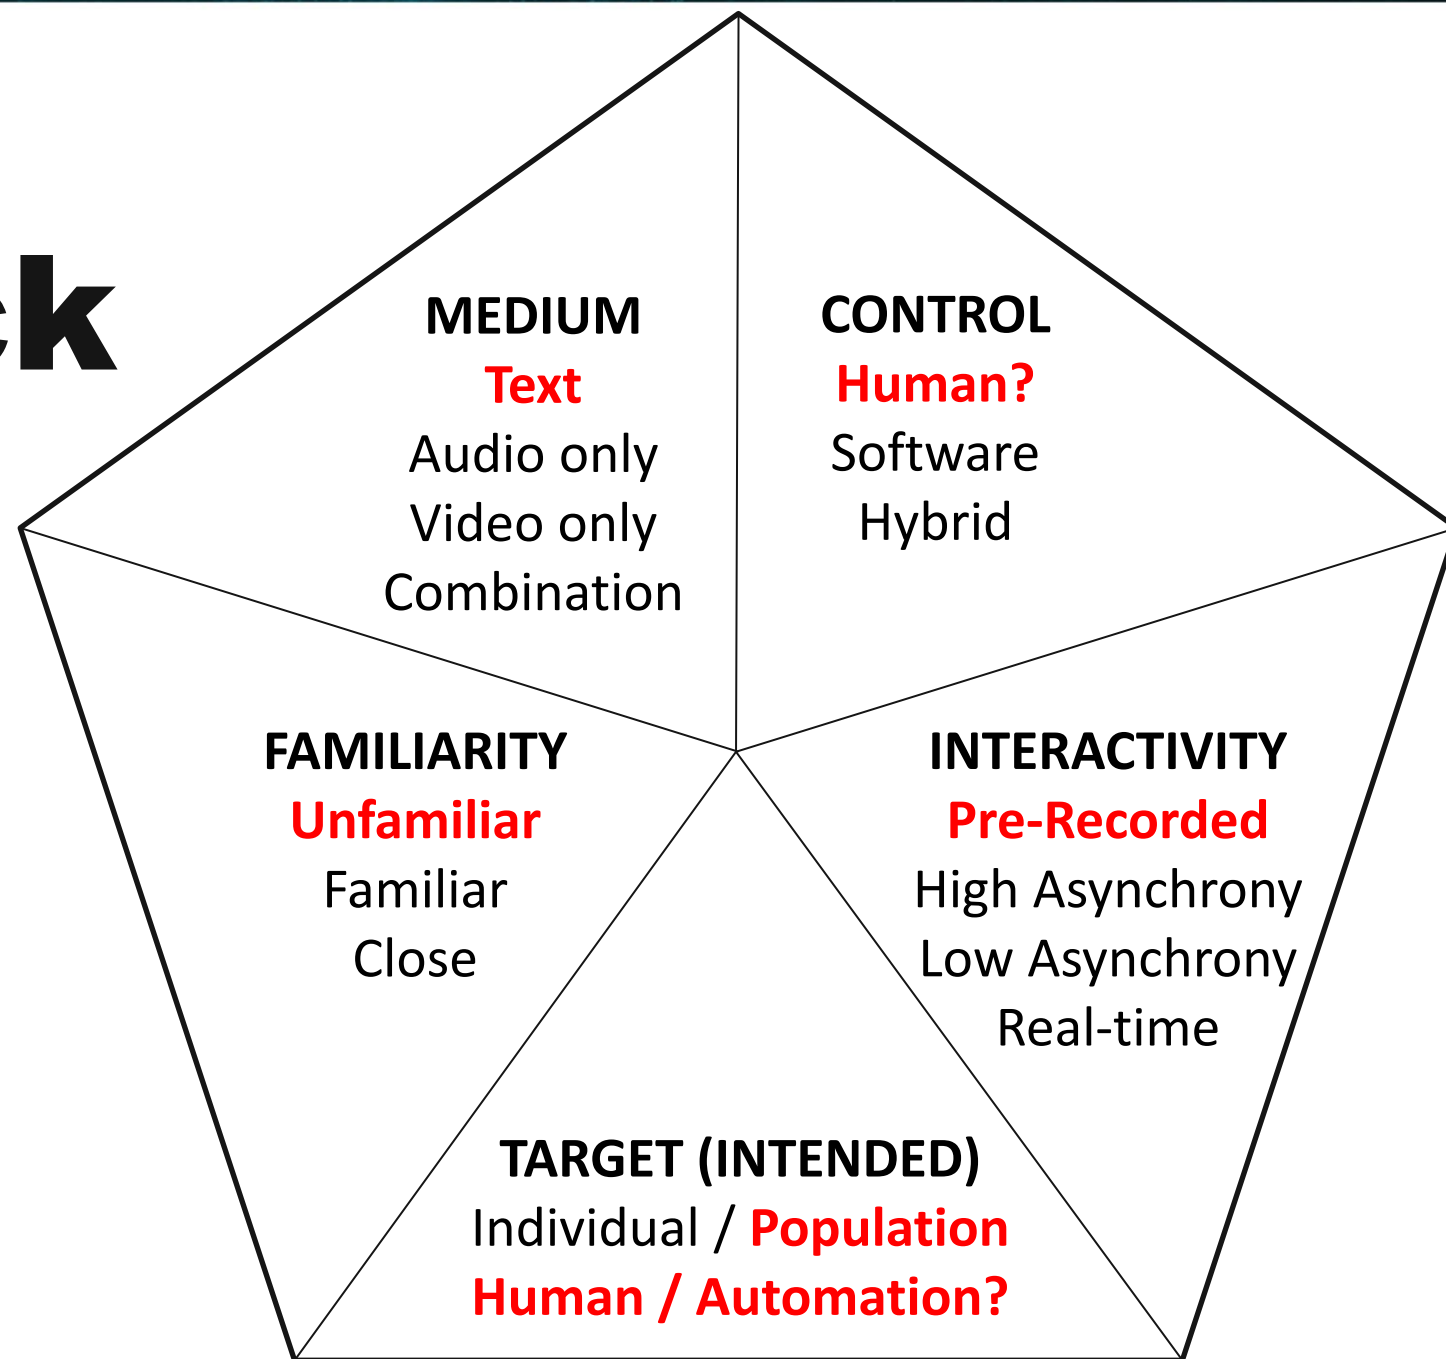 ck
MEDIUM
Text
Audio only
Video only
Combination
CONTROL
Human?
Software
Hybrid
FAMILIARITY
Unfamiliar
Familiar
Close
INTERACTIVITY
Pre-Recorded
High Asynchrony
Low Asynchrony
Real-time
TARGET (INTENDED)
Individual / Population
Human / Automation?